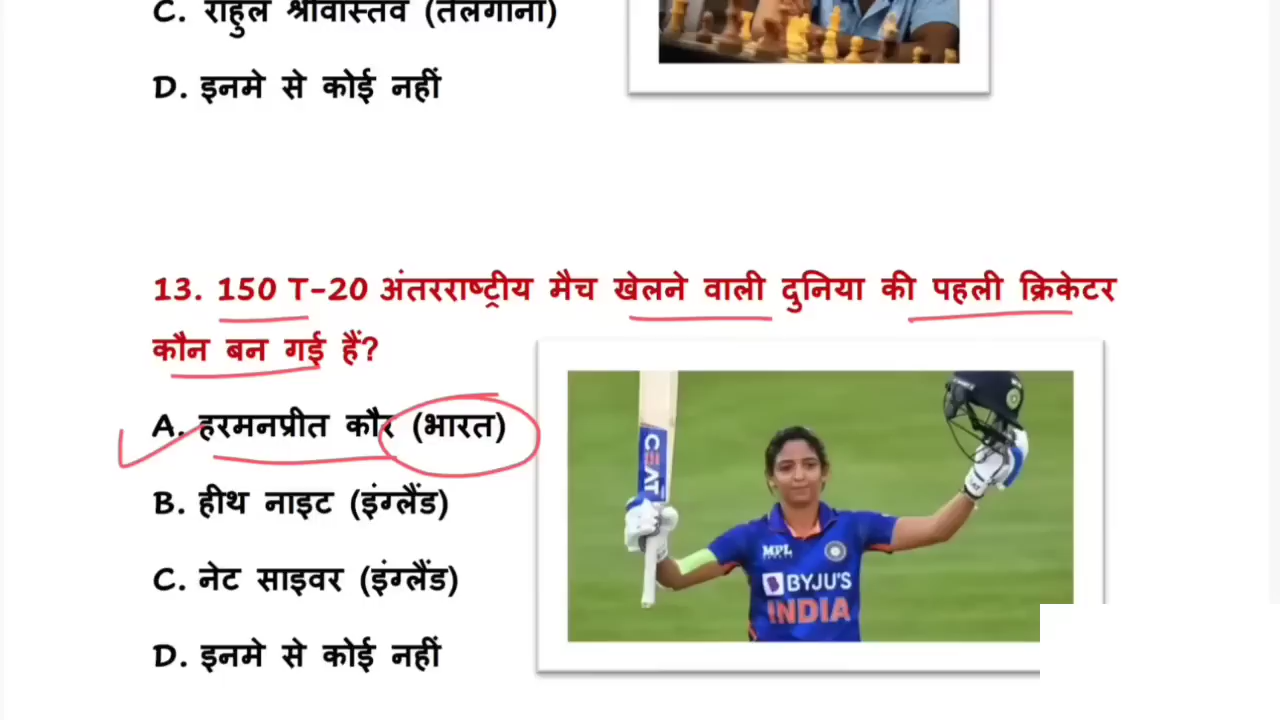 C. राहुल श्रीवास्तव (तेलंगाना)
D. इनमे से कोई नहीं
13. 150 T-20 अंतरराष्ट्रीय मैच खेलने वाली दुनिया की पहली क्रिकेटर
कौन बन गई हैं?
A. हरमनप्रीत कौर (भारत)
B. हीथ नाइट (इंग्लैंड)
C. नेट साइवर (इंग्लैंड)
D. इनमे से कोई नहीं
CEAT
MPL
BYJU'S
INDIA